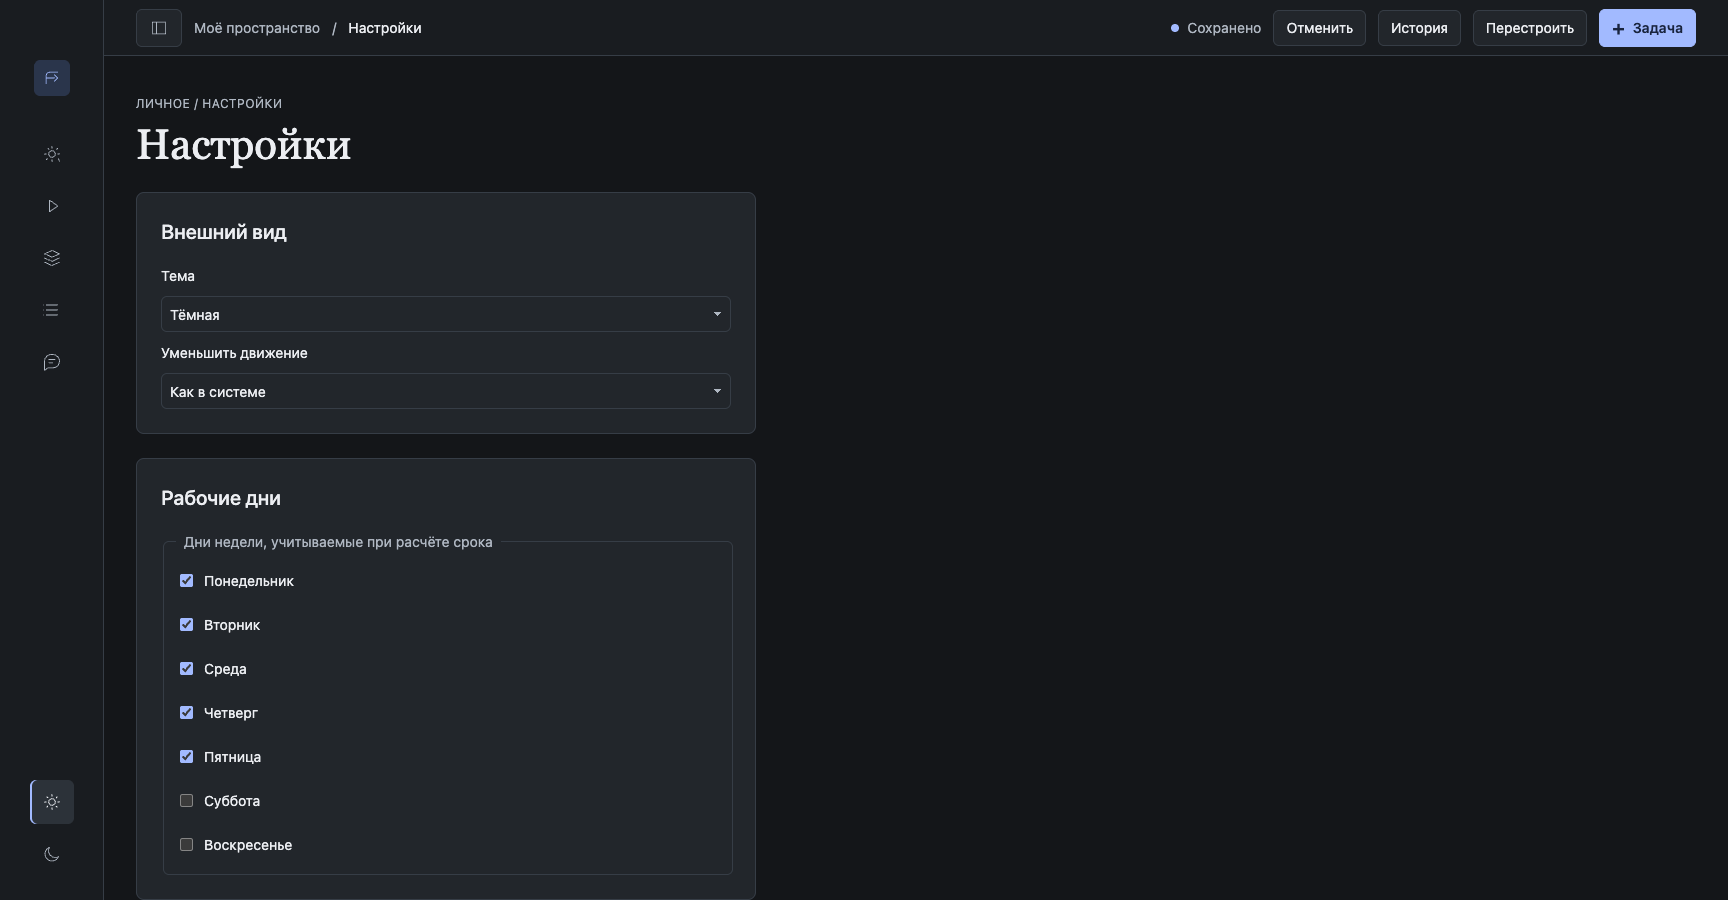 Моё пространство / Настройки
Сохранено
Отменить
История
Перестроить
+ Задача
ЛИЧНОЕ / НАСТРОЙКИ
Настройки
Внешний вид
Тема
Тёмная
Уменьшить движение
Как в системе
Рабочие дни
Дни недели, учитываемые при расчёте срока
Понедельник
Вторник
Среда
Четверг
Пятница
Суббота
Воскресенье